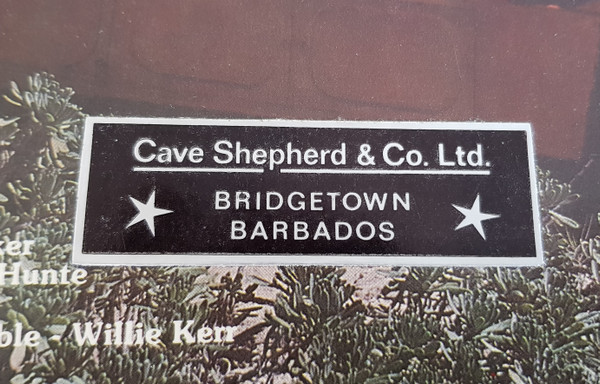 Cave Shepherd & Co. Ltd.
BRIDGETOWN
BARBADOS
Hunte
- Willie Kerr